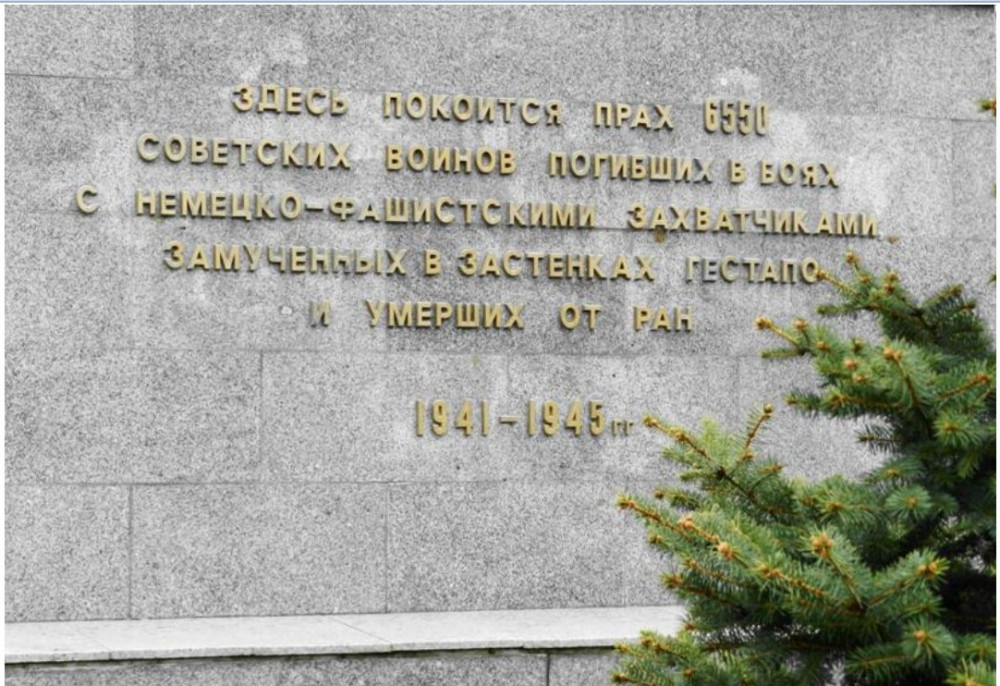 ЗДЕСЬ ПОКОИТСЯ ПРАХ 6550
СОВЕТСКИХ ВОИНОВ ПОГИБШИХ В БОЯХ
С НЕМЕЦКО-ФАШИСТСКИМИ ЗАХВАТЧИКАМИ
ЗАМУЧЕННЫХ В ЗАСТЕНКАХ ГЕСТАПО
И УМЕРШИХ ОТ РАН
1941-1945гг